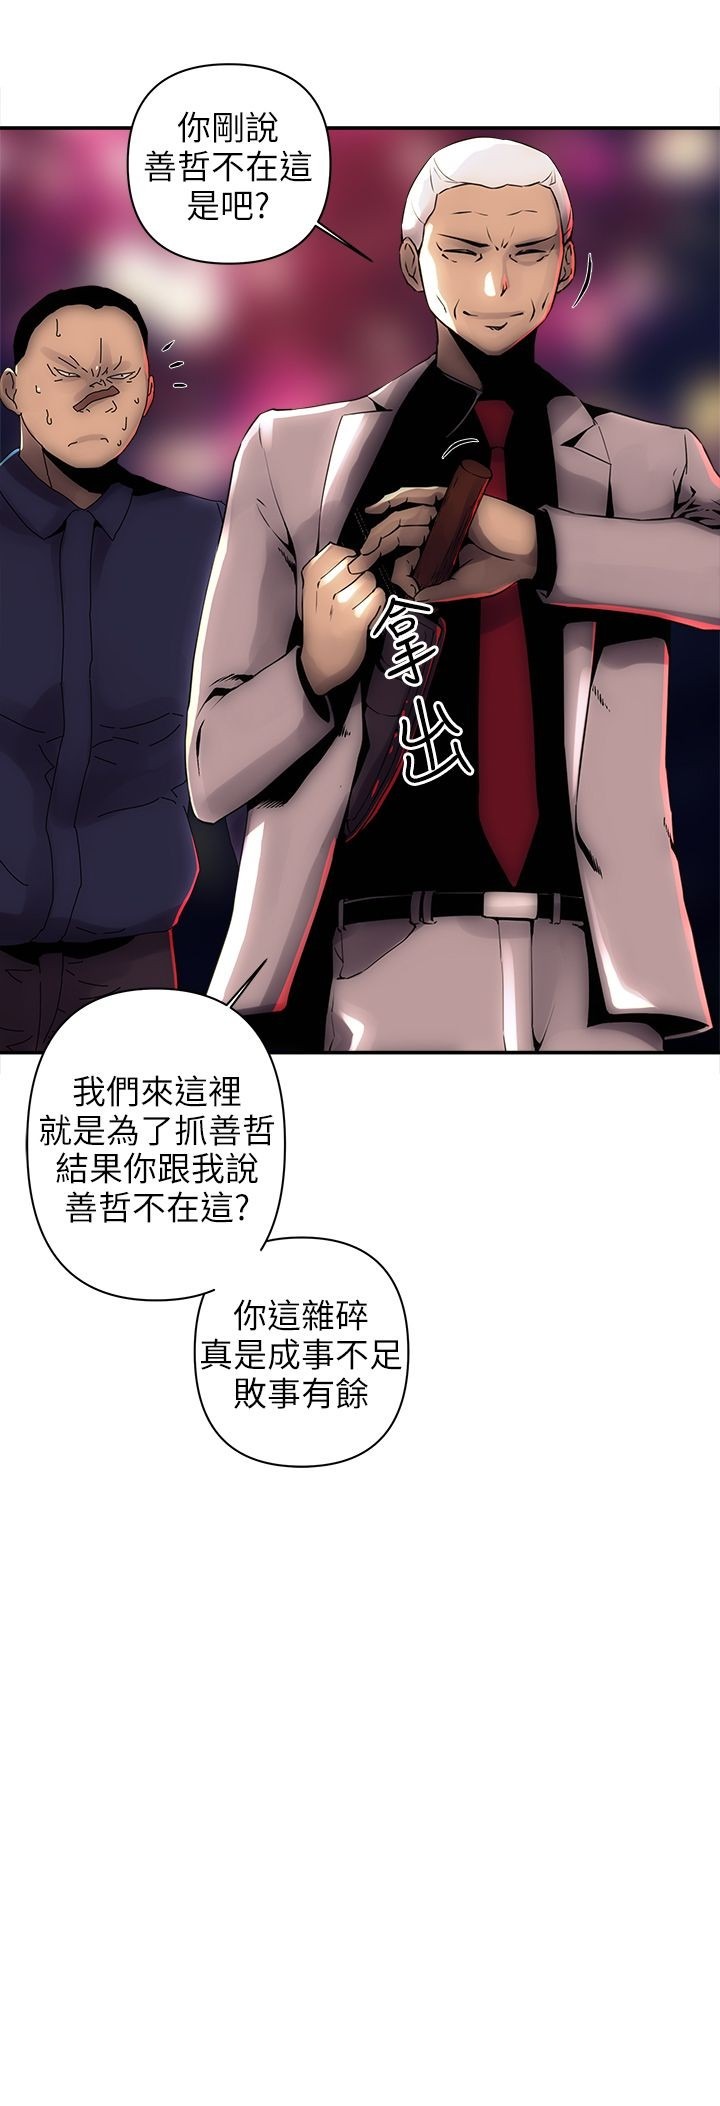 你剛說
善哲不在這
是吧?
拿出
我們來這裡
就是為了抓善哲
結果你跟我說
善哲不在這?
你這雜碎
真是成事不足
敗事有餘